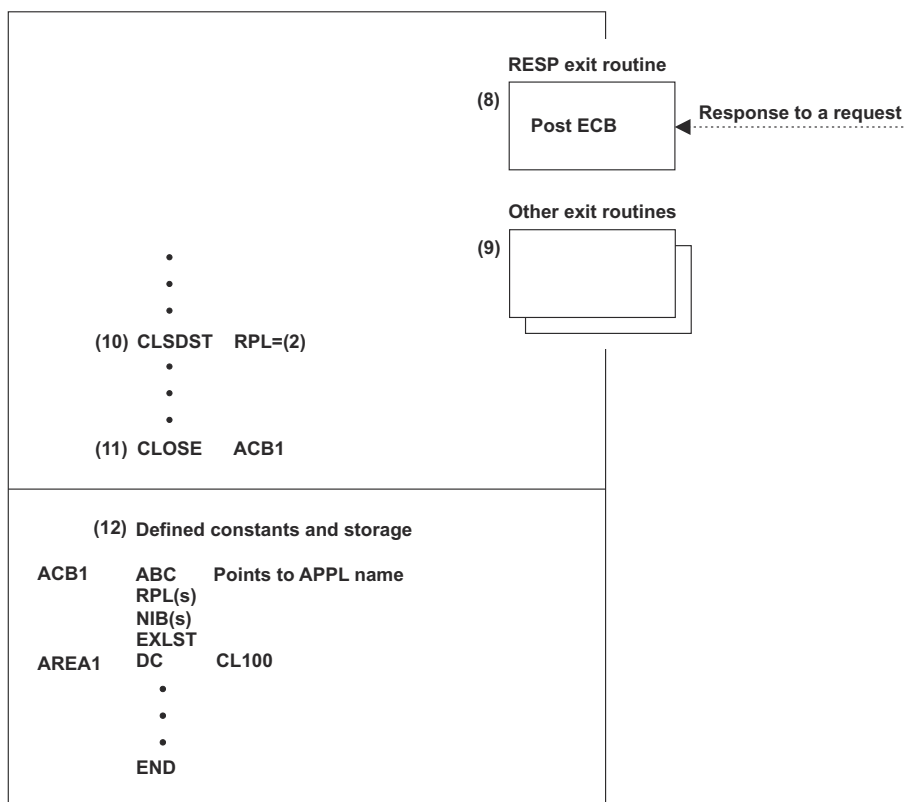 RESP exit routine
(8)
Post ECB
Response to a request
Other exit routines
(9)
(10) CLSDST RPL=(2)
(11) CLOSE ACB1
(12) Defined constants and storage
ACB1 ABC Points to APPL name
RPL(s)
NIB(s)
EXLST
AREA1 DC CL100
END